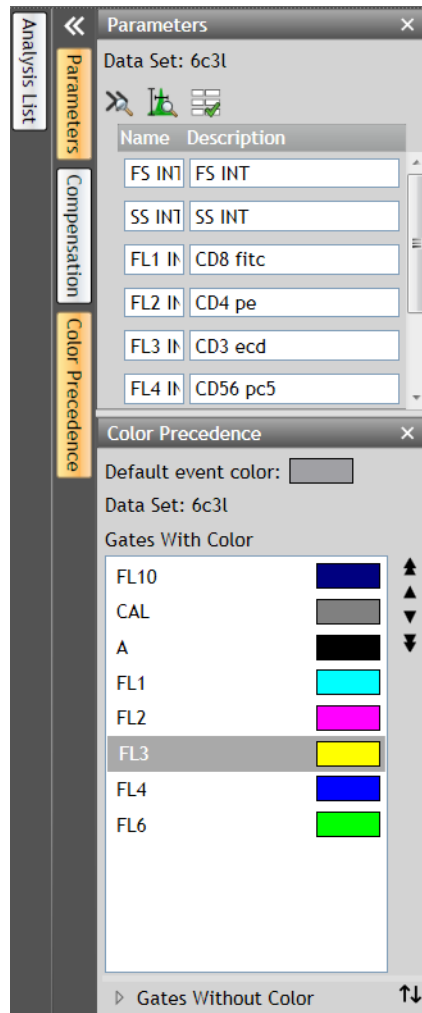 Analysis List
Parameters
Compensation
Color Precedence
Parameters
Data Set: 6c3l
Name Description
FS INT FS INT
SS INT SS INT
FL1 IN CD8 fitc
FL2 IN CD4 pe
FL3 IN CD3 ecd
FL4 IN CD56 pc5
Color Precedence
Default event color:
Data Set: 6c3l
Gates With Color
FL10
CAL
A
FL1
FL2
FL3
FL4
FL6
Gates Without Color